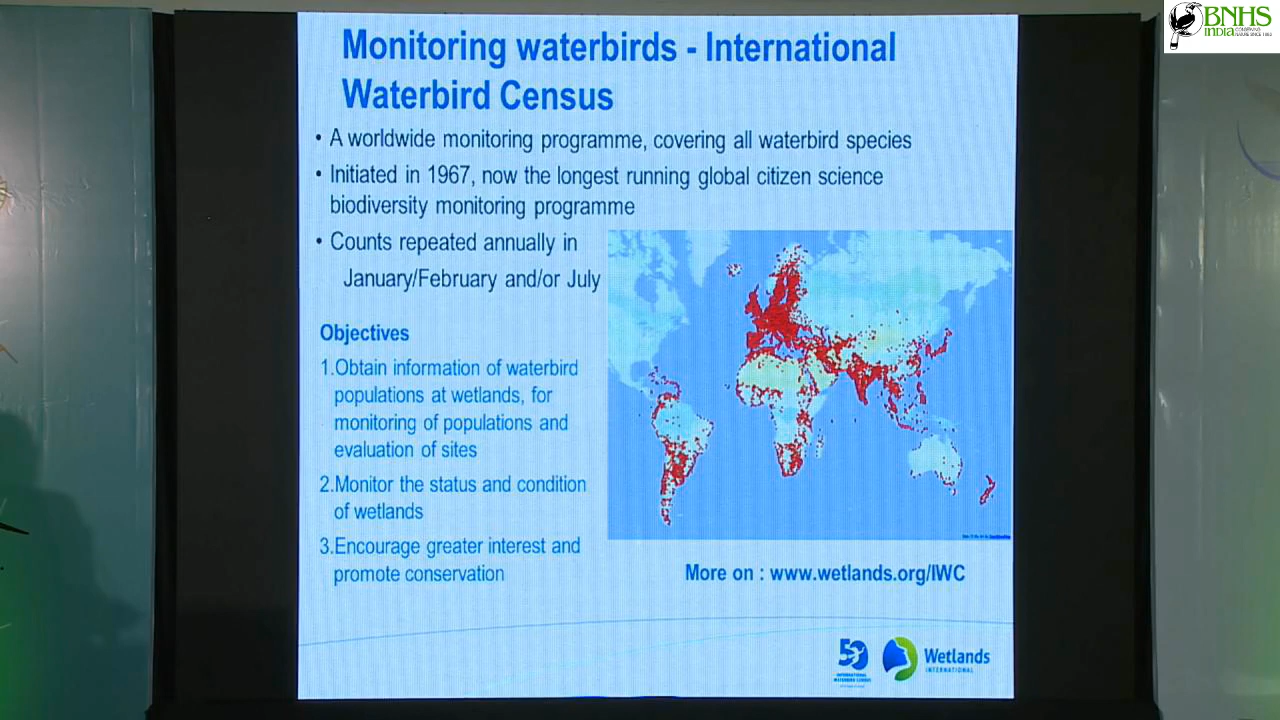 BNHS
INDIA
Monitoring waterbirds - International
Waterbird Census
• A worldwide monitoring programme, covering all waterbird species
• Initiated in 1967, now the longest running global citizen science
biodiversity monitoring programme
• Counts repeated annually in
January/February and/or July
Objectives
1.Obtain information of waterbird
populations at wetlands, for
monitoring of populations and
evaluation of sites
2.Monitor the status and condition
of wetlands
3.Encourage greater interest and
promote conservation
More on : www.wetlands.org/IWC
50
INTERNATIONAL
WATERBIRD CENSUS
Wetlands
INTERNATIONAL